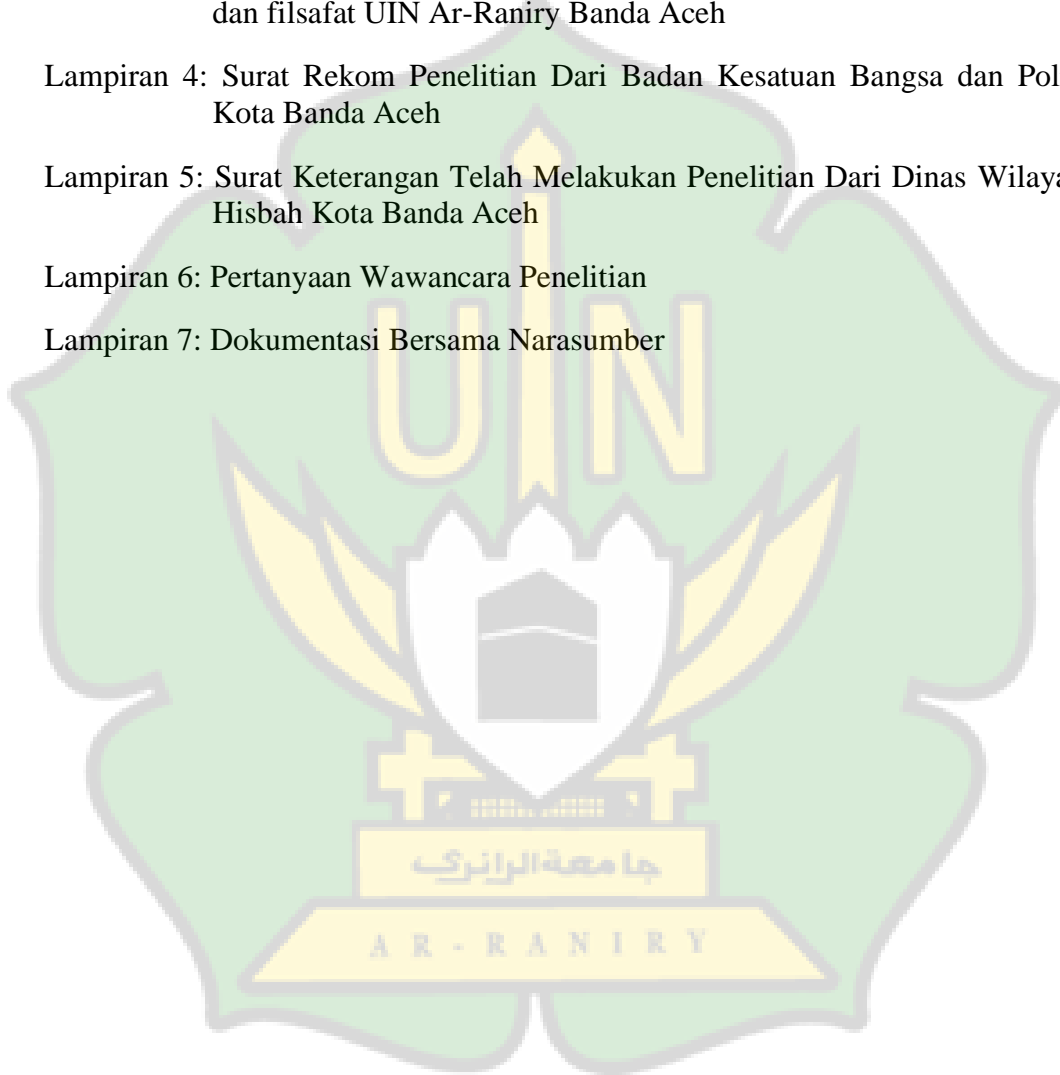 dan filsafat UIN Ar-Raniry Banda Aceh
Lampiran 4: Surat Rekom Penelitian Dari Badan Kesatuan Bangsa dan Pol
Kota Banda Aceh
Lampiran 5: Surat Keterangan Telah Melakukan Penelitian Dari Dinas Wilaya
Hisbah Kota Banda Aceh
Lampiran 6: Pertanyaan Wawancara Penelitian
Lampiran 7: Dokumentasi Bersama Narasumber
UIN
جامعة الرانري
AR-RANIRY